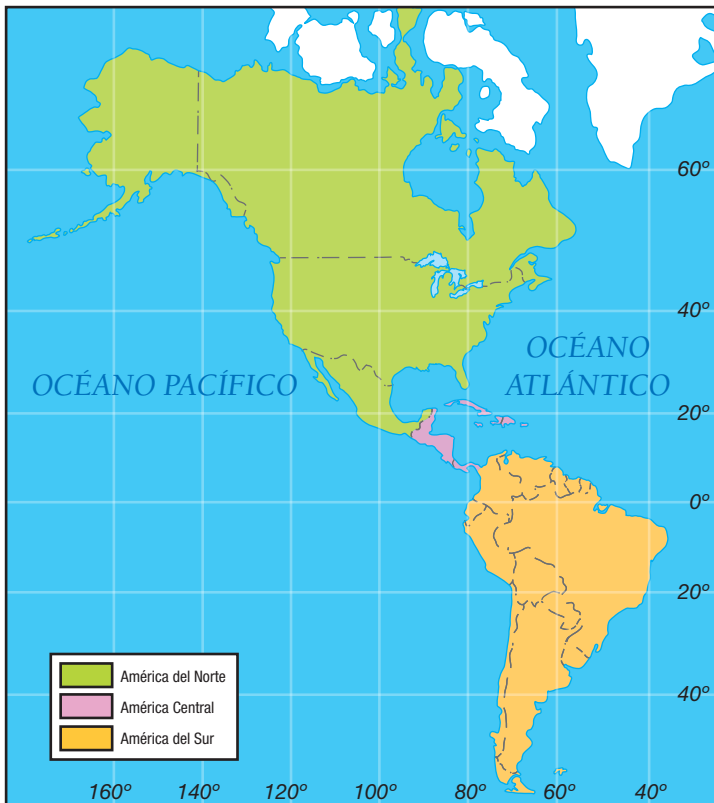 60º
40º
OCÉANO PACÍFICO
OCÉANO
ATLÁNTICO
20º
0º
20º
40º
América del Norte
América Central
América del Sur
160º 140º 120º 100º 80º 60º 40º